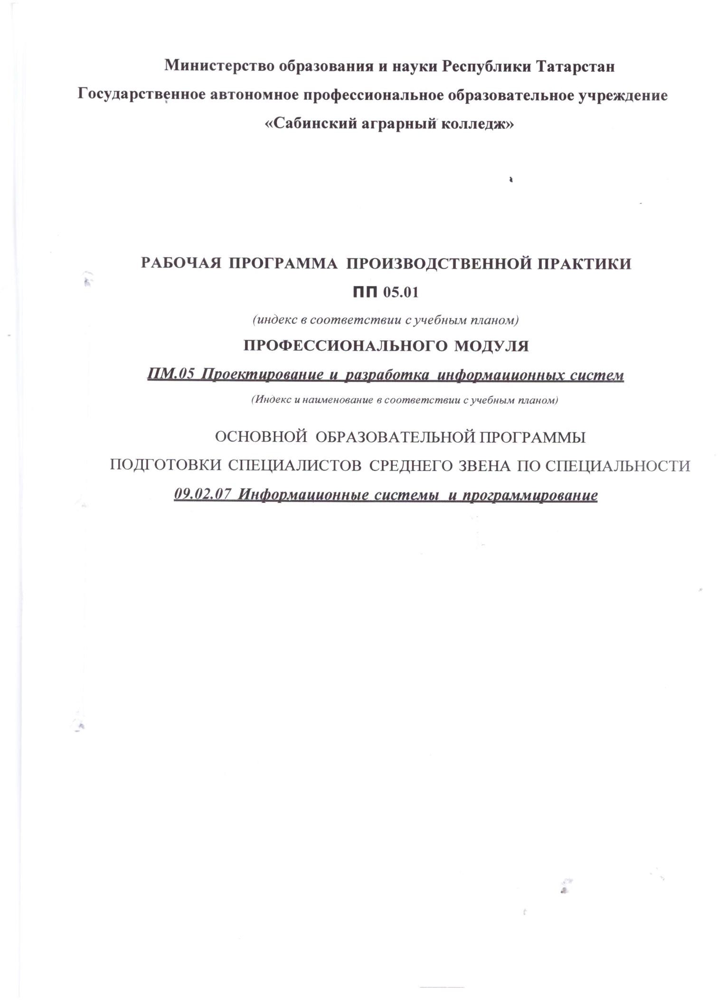 Министерство образования и науки Республики Татарстан
Государственное автономное профессиональное образовательное учреждение
«Сабинский аграрный колледж»
РАБОЧАЯ ПРОГРАММА ПРОИЗВОДСТВЕННОЙ ПРАКТИКИ
ПП 05.01
(индекс в соответствии с учебным планом)
ПРОФЕССИОНАЛЬНОГО МОДУЛЯ
ПМ.05 Проектирование и разработка информационных систем
(Индекс и наименование в соответствии с учебным планом)
ОСНОВНОЙ ОБРАЗОВАТЕЛЬНОЙ ПРОГРАММЫ
ПОДГОТОВКИ СПЕЦИАЛИСТОВ СРЕДНЕГО ЗВЕНА ПО СПЕЦИАЛЬНОСТИ
09.02.07 Информационные системы и программирование